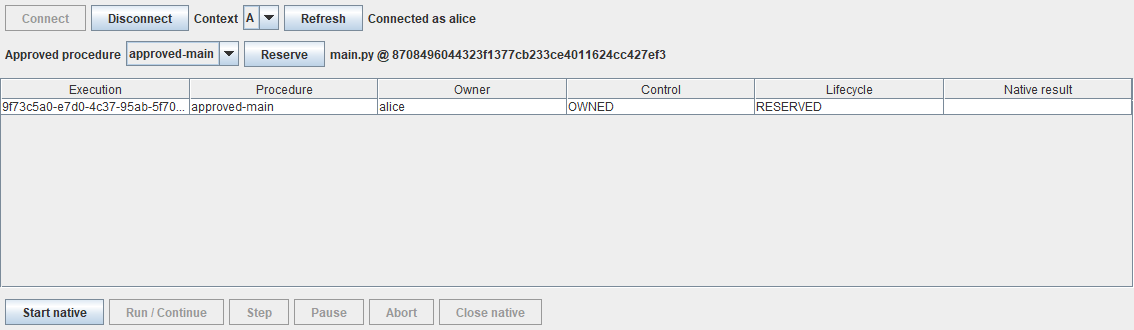 Connect Disconnect Context A Refresh Connected as alice
Approved procedure approved-main Reserve main.py @ 8708496044323f1377cb233ce4011624cc427ef3
Execution Procedure Owner Control Lifecycle Native result
9f73c5a0-e7d0-4c37-95ab-5f70... approved-main alice OWNED RESERVED
Start native Run / Continue Step Pause Abort Close native